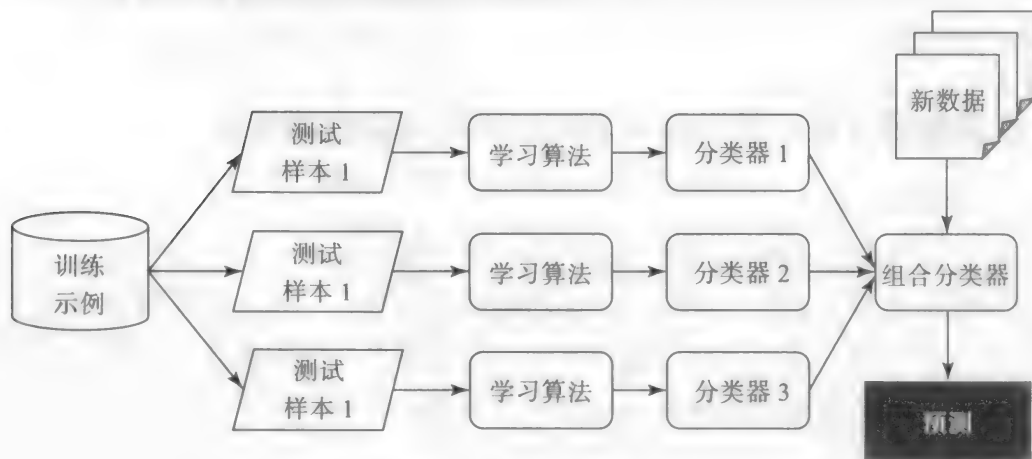 新数据
测试
样本 1
学习算法
分类器 1
训练
示例
测试
样本 1
学习算法
分类器 2
组合分类器
测试
样本 1
学习算法
分类器 3